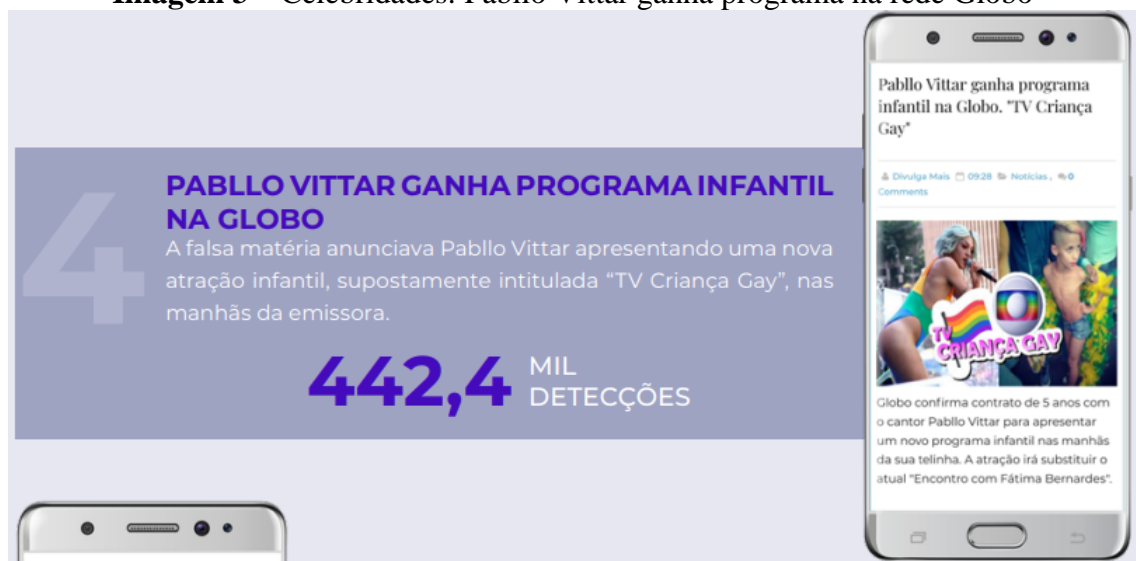 Imagem 3 – Celebridades: Pabllo Vittar ganha programa na rede Globo
4
PABLLO VITTAR GANHA PROGRAMA INFANTIL
NA GLOBO
A falsa matéria anunciava Pabllo Vittar apresentando uma nova
atração infantil, supostamente intitulada “TV Criança Gay”, nas
manhãs da emissora.
442,4 MIL
DETECÇÕES
Pabllo Vittar ganha programa
infantil na Globo. "TV Criança
Gay"
Divulga Mais 09:28 Notícias , 0
Comments
TV
CRIANÇA GAY
Globo confirma contrato de 5 anos com
o cantor Pabllo Vittar para apresentar
um novo programa infantil nas manhãs
da sua telinha. A atração irá substituir o
atual "Encontro com Fátima Bernardes".